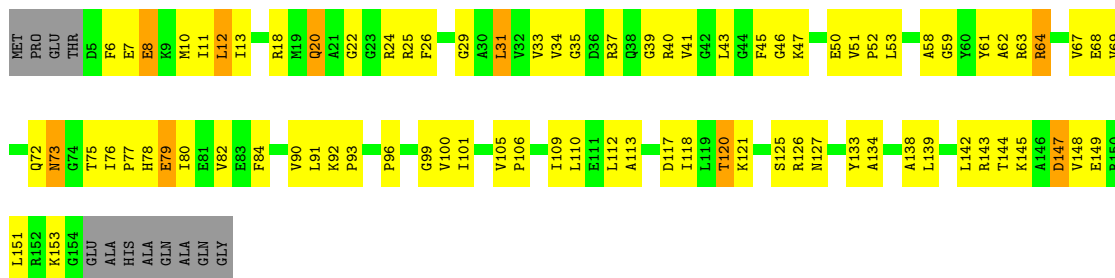 MET PRO GLU THR D5 F6 E7 E8 K9 M10 I11 L12 I13 R18 M19 Q20 A21 G22 G23 R24 R25 F26 G29 A30 L31 V32 V33 V34 G35 D36 R37 Q38 G39 R40 V41 G42 L43 G44 F45 G46 K47 E50 V51 P52 L53 A58 G59 Y60 Y61 A62 R63 R64 V67 E68 V69
Q72 N73 G74 T75 I76 P77 H78 E79 I80 E81 V82 E83 F84 V90 L91 K92 P93 P96 G99 V100 I101 V105 P106 I109 L110 E111 L112 A113 D117 I118 L119 T120 K121 S125 R126 N127 Y133 A134 A138 L139 L142 R143 T144 K145 A146 D147 V148 E149 R150
L151 R152 K153 G154 GLU ALA HIS ALA GLN ALA GLN GLY